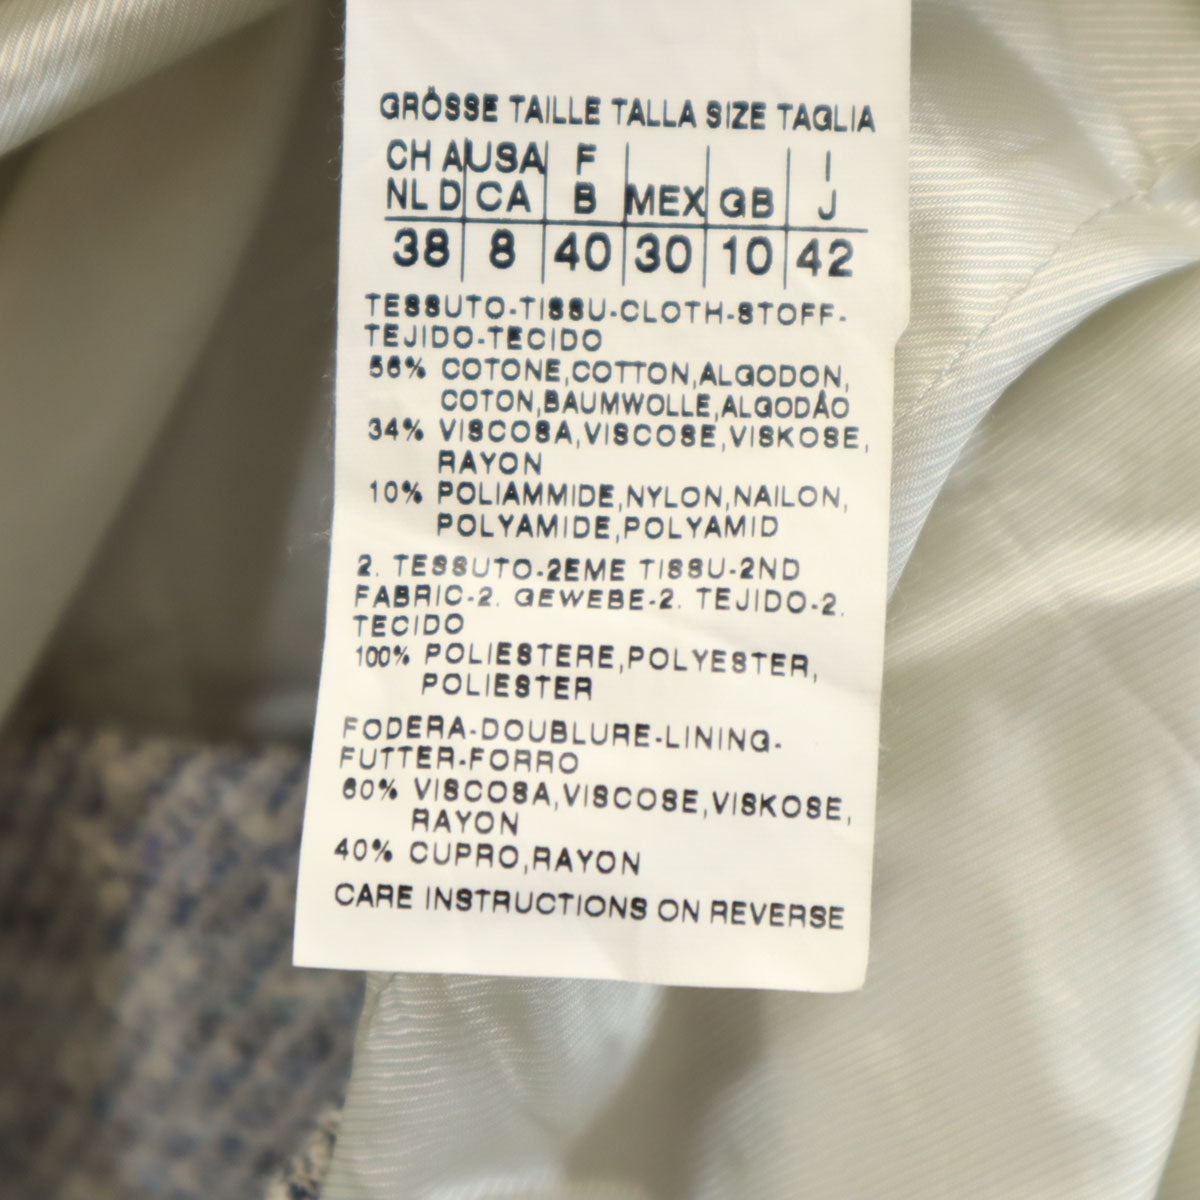 GRÖSSE TAILLE TALLA SIZE TAGLIA
CH A USA F I
NL D CA B MEX GB J
38 8 40 30 10 42
TESSUTO-TISSU-CLOTH-STOFF-
TEJIDO-TECIDO
56% COTONE,COTTON,ALGODON,
COTON,BAUMWOLLE,ALGODÃO
34% VISCOSA,VISCOSE,VISKOSE,
RAYON
10% POLIAMMIDE,NYLON,NAILON,
POLYAMIDE,POLYAMID
2. TESSUTO-2EME TISSU-2ND
FABRIC-2. GEWEBE-2. TEJIDO-2.
TECIDO
100% POLIESTERE,POLYESTER,
POLIESTER
FODERA-DOUBLURE-LINING-
FUTTER-FORRO
60% VISCOSA,VISCOSE,VISKOSE,
RAYON
40% CUPRO,RAYON
CARE INSTRUCTIONS ON REVERSE